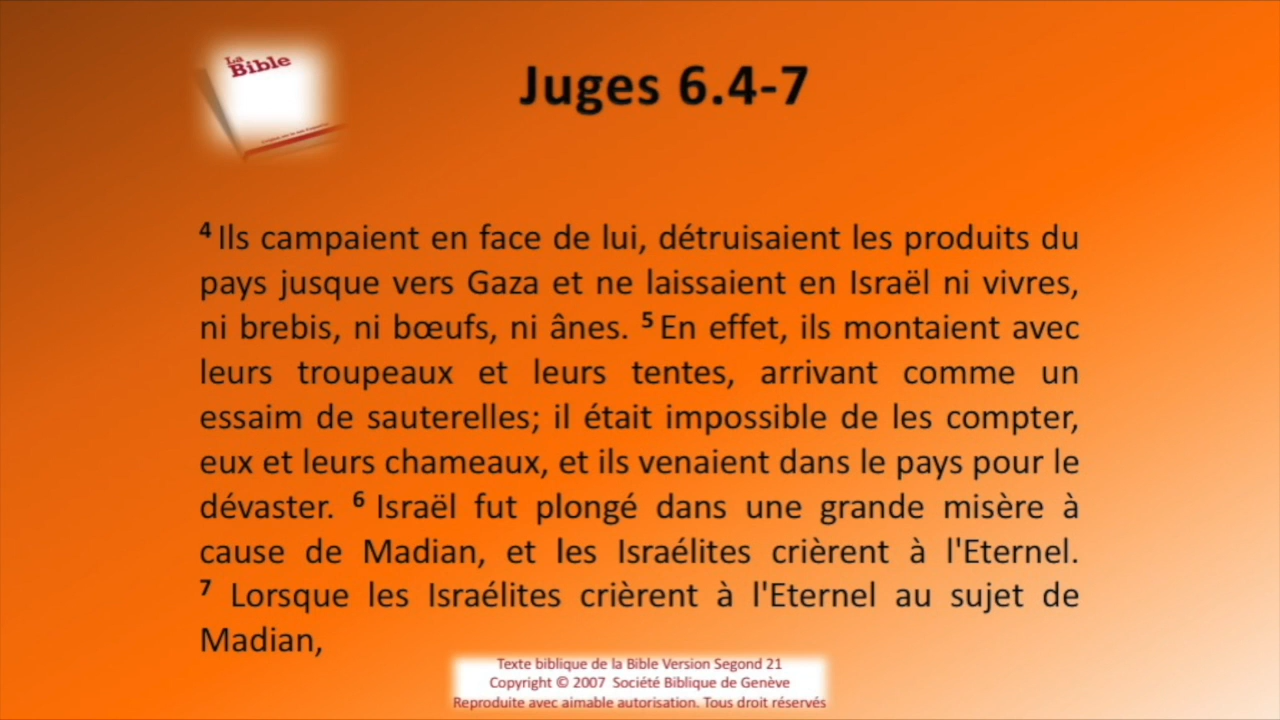 La
Bible
Juges 6.4-7
4 Ils campaient en face de lui, détruisaient les produits du
pays jusque vers Gaza et ne laissaient en Israël ni vivres,
ni brebis, ni bœufs, ni ânes. 5 En effet, ils montaient avec
leurs troupeaux et leurs tentes, arrivant comme un
essaim de sauterelles; il était impossible de les compter,
eux et leurs chameaux, et ils venaient dans le pays pour le
dévaster. 6 Israël fut plongé dans une grande misère à
cause de Madian, et les Israélites crièrent à l'Eternel.
7 Lorsque les Israélites crièrent à l'Eternel au sujet de
Madian,
Texte biblique de la Bible Version Segond 21
Copyright © 2007 Société Biblique de Genève
Reproduite avec aimable autorisation. Tous droit réservés